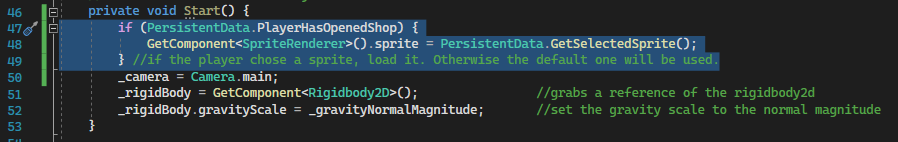 46 private void Start() {
47 if (PersistentData.PlayerHasOpenedShop) {
48 GetComponent<SpriteRenderer>().sprite = PersistentData.GetSelectedSprite();
49 } //if the player chose a sprite, load it. Otherwise the default one will be used.
50 _camera = Camera.main;
51 _rigidBody = GetComponent<Rigidbody2D>(); //grabs a reference of the rigidbody2d
52 _rigidBody.gravityScale = _gravityNormalMagnitude; //set the gravity scale to the normal magnitude
53 }